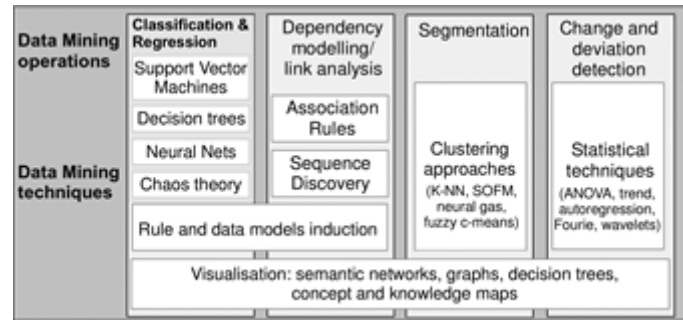 Data Mining
operations
Classification &
Regression
Dependency
modelling/
link analysis
Segmentation
Change and
deviation
detection
Data Mining
techniques
Support Vector
Machines
Decision trees
Neural Nets
Chaos theory
Association
Rules
Sequence
Discovery
Rule and data models induction
Clustering
approaches
(K-NN, SOFM,
neural gas,
fuzzy c-means)
Statistical
techniques
(ANOVA, trend,
autoregression,
Fourie, wavelets)
Visualisation: semantic networks, graphs, decision trees,
concept and knowledge maps